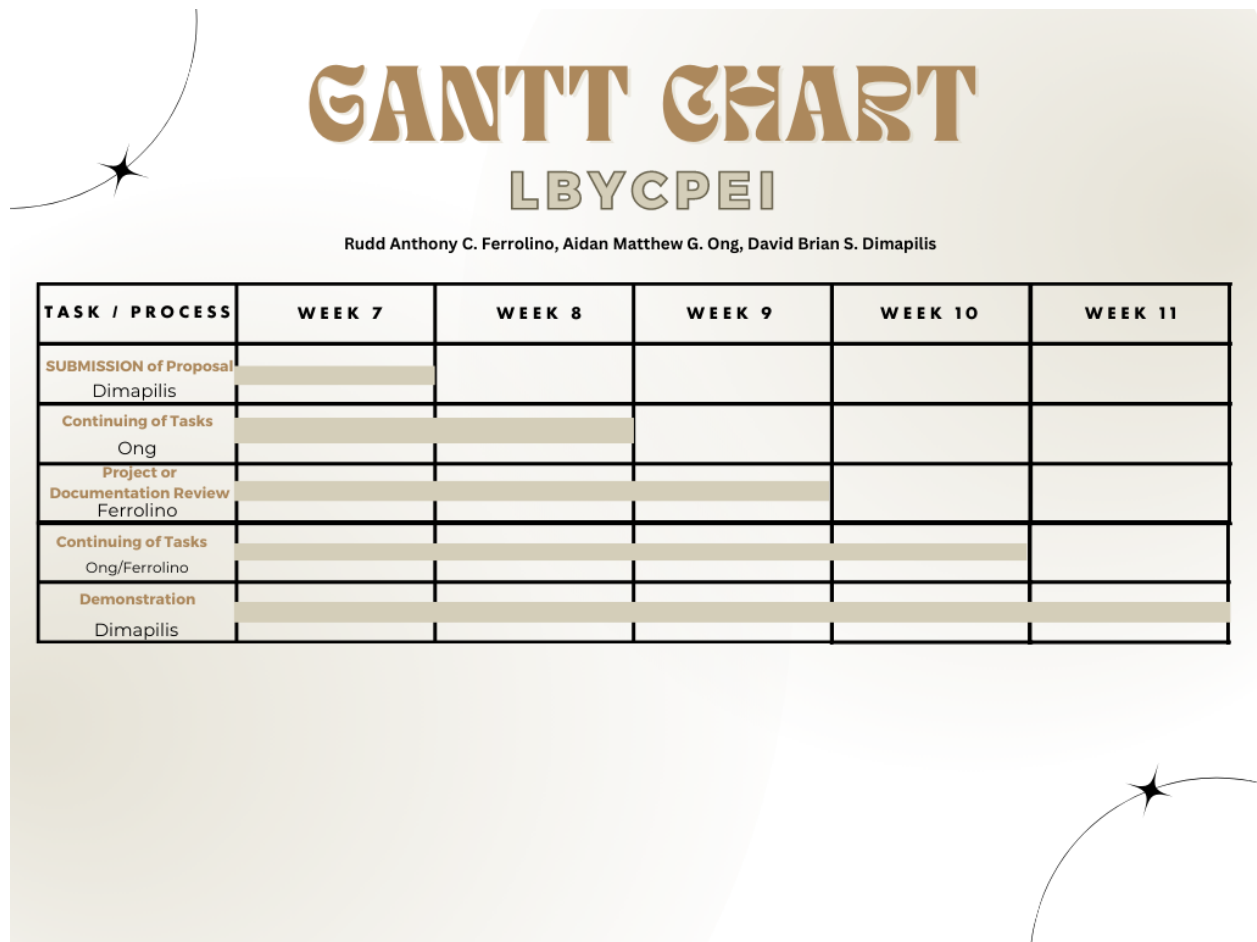 GANTT CHART
LBYCPEI
Rudd Anthony C. Ferrolino, Aidan Matthew G. Ong, David Brian S. Dimapilis
TASK / PROCESS WEEK 7 WEEK 8 WEEK 9 WEEK 10 WEEK 11
SUBMISSION of Proposal
Dimapilis
Continuing of Tasks
Ong
Project or
Documentation Review
Ferrolino
Continuing of Tasks
Ong/Ferrolino
Demonstration
Dimapilis